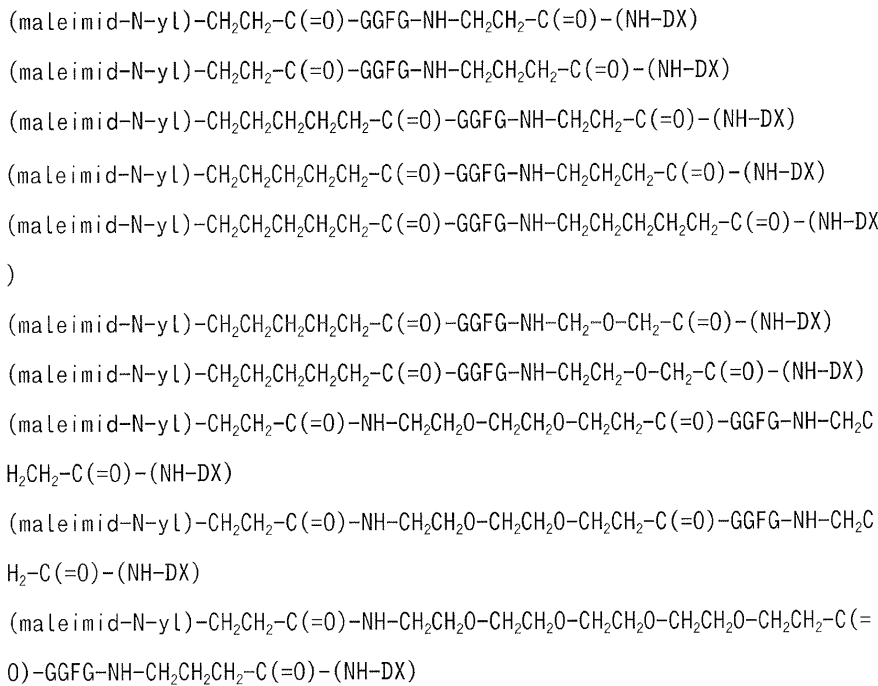 (maleimid-N-yl)-CH₂CH₂-C(=O)-GGFG-NH-CH₂CH₂-C(=O)-(NH-DX)
(maleimid-N-yl)-CH₂CH₂-C(=O)-GGFG-NH-CH₂CH₂CH₂-C(=O)-(NH-DX)
(maleimid-N-yl)-CH₂CH₂CH₂CH₂CH₂-C(=O)-GGFG-NH-CH₂CH₂-C(=O)-(NH-DX)
(maleimid-N-yl)-CH₂CH₂CH₂CH₂CH₂-C(=O)-GGFG-NH-CH₂CH₂CH₂-C(=O)-(NH-DX)
(maleimid-N-yl)-CH₂CH₂CH₂CH₂CH₂-C(=O)-GGFG-NH-CH₂CH₂CH₂CH₂CH₂-C(=O)-(NH-DX
)
(maleimid-N-yl)-CH₂CH₂CH₂CH₂CH₂-C(=O)-GGFG-NH-CH₂-O-CH₂-C(=O)-(NH-DX)
(maleimid-N-yl)-CH₂CH₂CH₂CH₂CH₂-C(=O)-GGFG-NH-CH₂CH₂-O-CH₂-C(=O)-(NH-DX)
(maleimid-N-yl)-CH₂CH₂-C(=O)-NH-CH₂CH₂O-CH₂CH₂O-CH₂CH₂-C(=O)-GGFG-NH-CH₂C
H₂CH₂-C(=O)-(NH-DX)
(maleimid-N-yl)-CH₂CH₂-C(=O)-NH-CH₂CH₂O-CH₂CH₂O-CH₂CH₂-C(=O)-GGFG-NH-CH₂C
H₂-C(=O)-(NH-DX)
(maleimid-N-yl)-CH₂CH₂-C(=O)-NH-CH₂CH₂O-CH₂CH₂O-CH₂CH₂O-CH₂CH₂O-CH₂CH₂-C(=
O)-GGFG-NH-CH₂CH₂CH₂-C(=O)-(NH-DX)